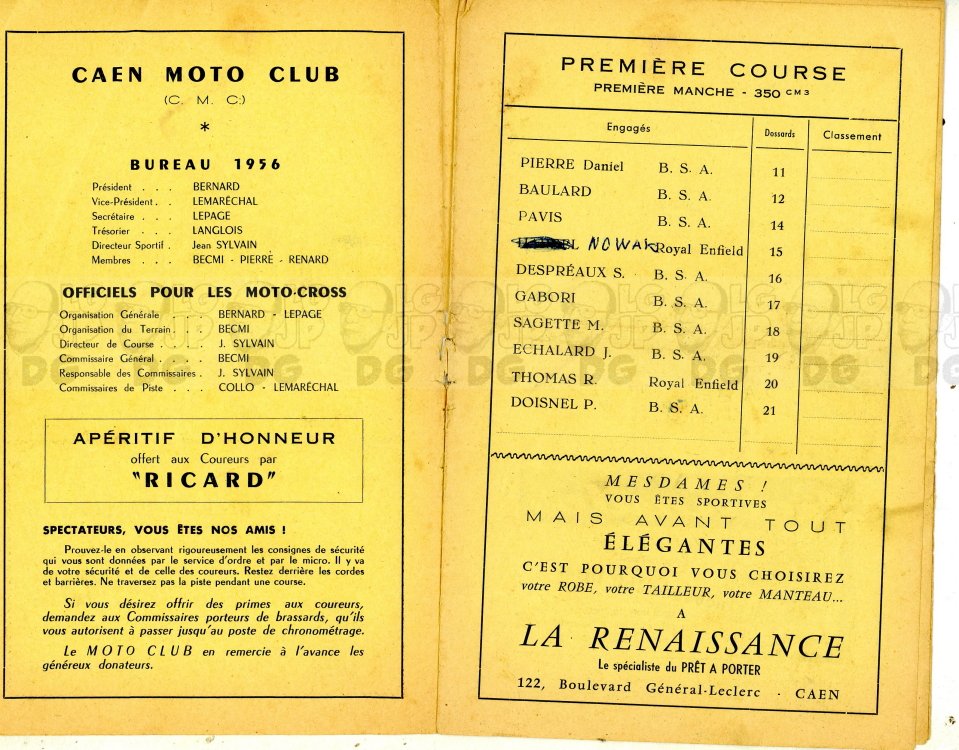 CAEN MOTO CLUB
(C. M. C.)
*
BUREAU 1956
Président . . . BERNARD
Vice-Président . . LEMARÉCHAL
Secrétaire . . . LEPAGE
Trésorier . . . LANGLOIS
Directeur Sportif . Jean SYLVAIN
Membres . . . BECMI - PIERRE - RENARD
OFFICIELS POUR LES MOTO-CROSS
Organisation Générale . . . BERNARD - LEPAGE
Organisation du Terrain . . . BECMI
Directeur de Course . . . . J. SYLVAIN
Commissaire Général . . . . BECMI
Responsable des Commissaires . J. SYLVAIN
Commissaires de Piste . . . COLLO - LEMARÉCHAL
APÉRITIF D'HONNEUR
offert aux Coureurs par
"RICARD"
SPECTATEURS, VOUS ÊTES NOS AMIS !
Prouvez-le en observant rigoureusement les consignes de sécurité
qui vous sont données par le service d'ordre et par le micro. Il y va
de votre sécurité et de celle des coureurs. Restez derrière les cordes
et barrières. Ne traversez pas la piste pendant une course.
Si vous désirez offrir des primes aux coureurs,
demandez aux Commissaires porteurs de brassards, qu'ils
vous autorisent à passer jusqu'au poste de chronométrage.
Le MOTO CLUB en remercie à l'avance les
généreux donateurs.
PREMIÈRE COURSE
PREMIÈRE MANCHE - 350 CM3
Engagés Dossards Classement
PIERRE Daniel B. S. A. 11
BAULARD B. S. A. 12
PAVIS B. S. A. 14
NOWAK Royal Enfield 15
DESPRÉAUX S. B. S. A. 16
GABORI B. S. A. 17
SAGETTE M. B. S. A. 18
ECHALARD J. B. S. A. 19
THOMAS R. Royal Enfield 20
DOISNEL P. B. S. A. 21
MESDAMES !
VOUS ÊTES SPORTIVES
MAIS AVANT TOUT
ÉLÉGANTES
C'EST POURQUOI VOUS CHOISIREZ
votre ROBE, votre TAILLEUR, votre MANTEAU...
A
LA RENAISSANCE
Le spécialiste du PRÊT A PORTER
122, Boulevard Général-Leclerc - CAEN
LG JP DG